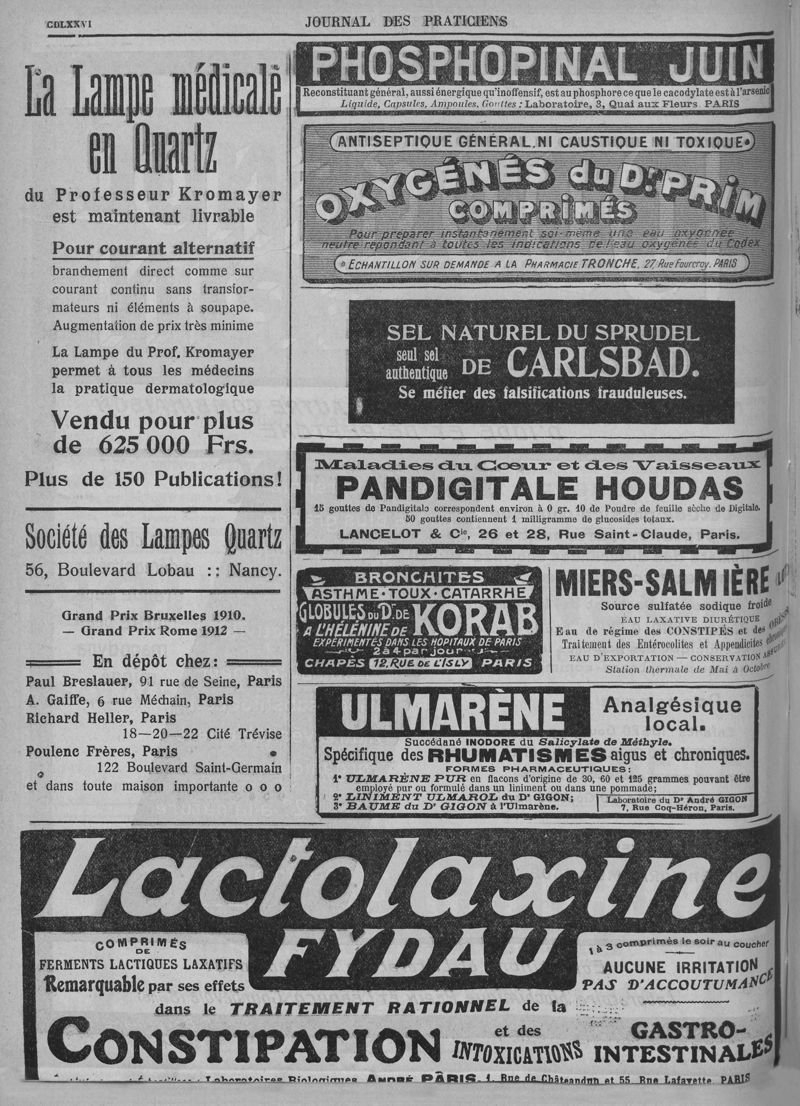 CDLXXVI
JOURNAL DES PRATICIENS
La Lampe médicale
en Quartz
du Professeur Kromayer
est maintenant livrable
Pour courant alternatif
branchement direct comme sur
courant continu sans transfor-
mateurs ni éléments à soupape.
Augmentation de prix très minime
La Lampe du Prof. Kromayer
permet à tous les médecins
la pratique dermatologique
Vendu pour plus
de 625 000 Frs.
Plus de 150 Publications!
Société des Lampes Quartz
56, Boulevard Lobau :: Nancy.
Grand Prix Bruxelles 1910.
— Grand Prix Rome 1912 —
En dépôt chez:
Paul Breslauer, 91 rue de Seine, Paris
A. Gaiffe, 6 rue Méchain, Paris
Richard Heller, Paris
18—20—22 Cité Trévise
Poulenc Frères, Paris
122 Boulevard Saint-Germain
et dans toute maison importante o o o
PHOSPHOPINAL JUIN
Reconstituant général, aussi énergique qu'inoffensif, est au phosphore ce que le cacodylate est à l'arsenic
Liquide, Capsules, Ampoules, Gouttes : Laboratoire, 3, Quai aux Fleurs PARIS
ANTISEPTIQUE GÉNÉRAL, NI CAUSTIQUE NI TOXIQUE
OXYGÉNÉS du Dr. PRIM
COMPRIMÉS
Pour préparer instantanément soi-même une eau oxygénée
neutre répondant à toutes les indications de l'eau oxygénée du Codex
ECHANTILLON SUR DEMANDE A LA PHARMACIE TRONCHE, 27 Rue Fourcroy, PARIS
SEL NATUREL DU SPRUDEL
seul sel
authentique
DE CARLSBAD.
Se méfier des falsifications frauduleuses.
Maladies du Cœur et des Vaisseaux
PANDIGITALE HOUDAS
15 gouttes de Pandigitale correspondent environ à 0 gr. 10 de Poudre de feuille sèche de Digitale.
50 gouttes contiennent 1 milligramme de glucosides totaux.
LANCELOT & Cie, 26 et 28, Rue Saint-Claude, Paris.
BRONCHITES
ASTHME·TOUX·CATARRHE
GLOBULES DU Dr. DE
A L'HÉLÉNINE DE
KORAB
EXPÉRIMENTÉS DANS LES HOPITAUX DE PARIS
2 à 4 par jour
CHAPÈS 12, RUE DE L'ISLY PARIS
MIERS-SALMIÈRE
Source sulfatée sodique froide
EAU LAXATIVE DIURÉTIQUE
Eau de régime des CONSTIPÉS et des
Traitement des Entérocolites et Appendicites
EAU D'EXPORTATION — CONSERVATION
Station thermale de Mai à Octobre
ULMARÈNE
Analgésique
local.
Succédané INODORE du Salicylate de Méthyle.
Spécifique des RHUMATISMES aigus et chroniques.
FORMES PHARMACEUTIQUES:
1° ULMARÈNE PUR en flacons d'origine de 30, 60 et 125 grammes pouvant être
employé pur ou formulé dans un liniment ou dans une pommade;
2° LINIMENT ULMAROL du Dr GIGON;
3° BAUME du Dr GIGON à l'Ulmarène.
Laboratoire du Dr André GIGON
7, Rue Coq-Héron, Paris.
Lactolaxine
FYDAU
COMPRIMÉS
DE
FERMENTS LACTIQUES LAXATIFS
Remarquable par ses effets
1 à 3 comprimés le soir au coucher
AUCUNE IRRITATION
PAS D'ACCOUTUMANCE
dans le TRAITEMENT RATIONNEL de la
CONSTIPATION
et des
INTOXICATIONS
GASTRO-
INTESTINALES
Laboratoires Biologiques ANDRÉ PÂRIS, 1, Rue de Châteaudun et 55, Rue Lafayette, PARIS